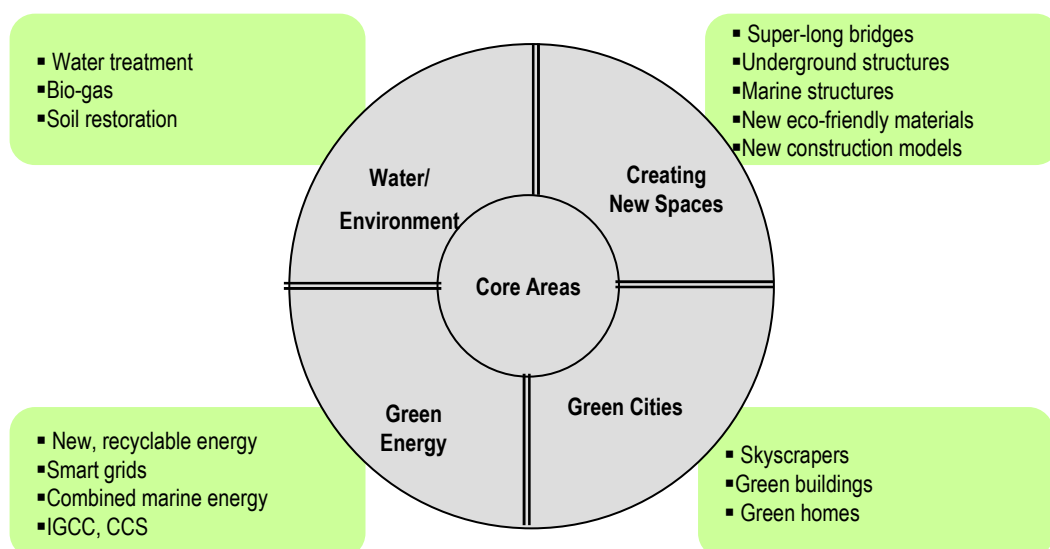 ▪ Water treatment
▪Bio-gas
▪Soil restoration
▪ Super-long bridges
▪Underground structures
▪Marine structures
▪New eco-friendly materials
▪New construction models
Water/
Environment
Creating
New Spaces
Core Areas
Green
Energy
Green Cities
▪ New, recyclable energy
▪Smart grids
▪Combined marine energy
▪IGCC, CCS
▪ Skyscrapers
▪Green buildings
▪ Green homes